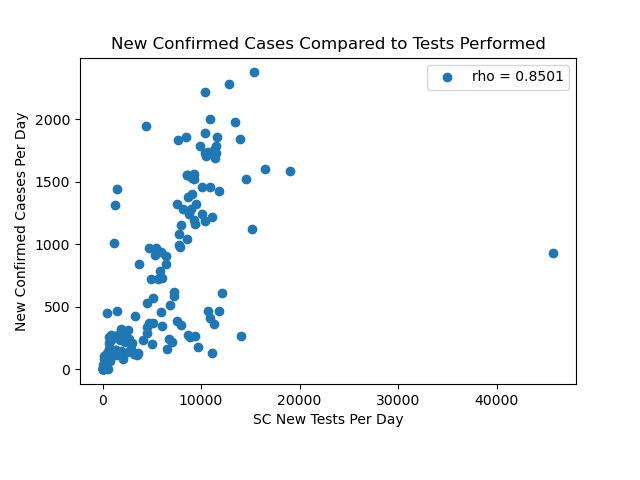 New Confirmed Cases Compared to Tests Performed
rho = 0.8501
New Confirmed Caeses Per Day
2000
1500
1000
500
0
0 10000 20000 30000 40000
SC New Tests Per Day